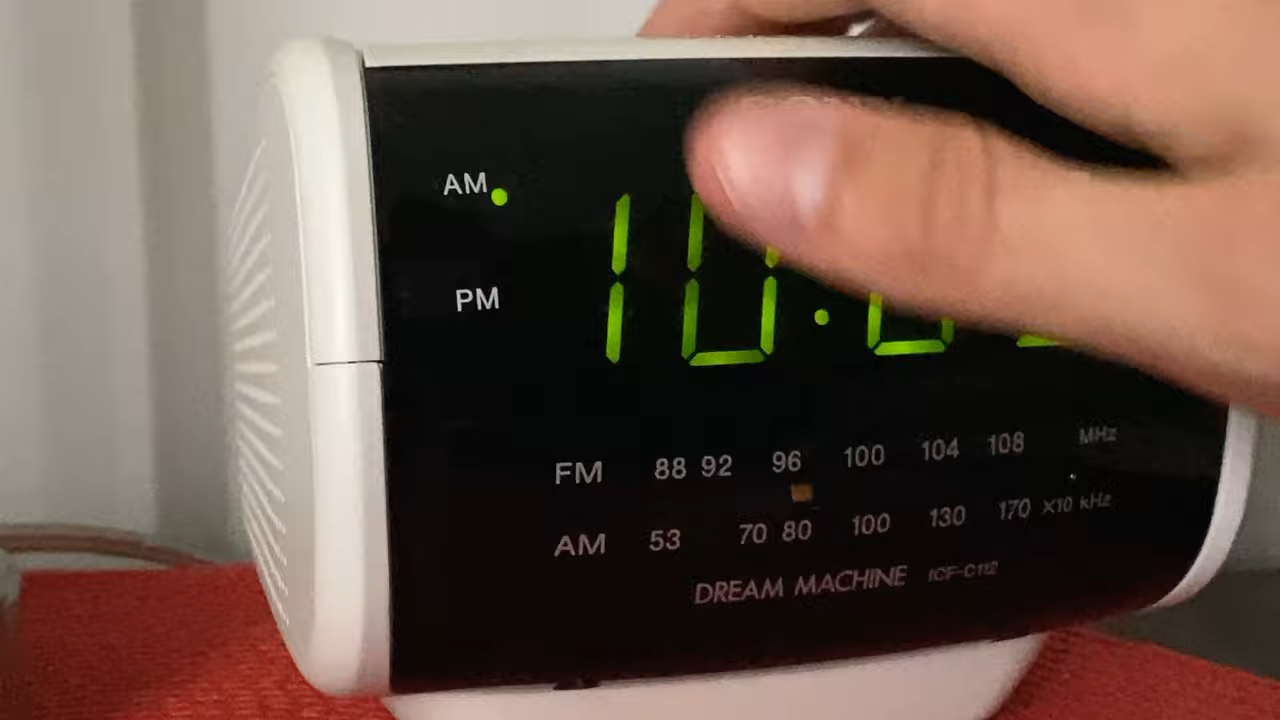 AM
PM
10:
FM 88 92 96 100 104 108 MHz
AM 53 70 80 100 130 170 X10 kHz
DREAM MACHINE ICF-C112